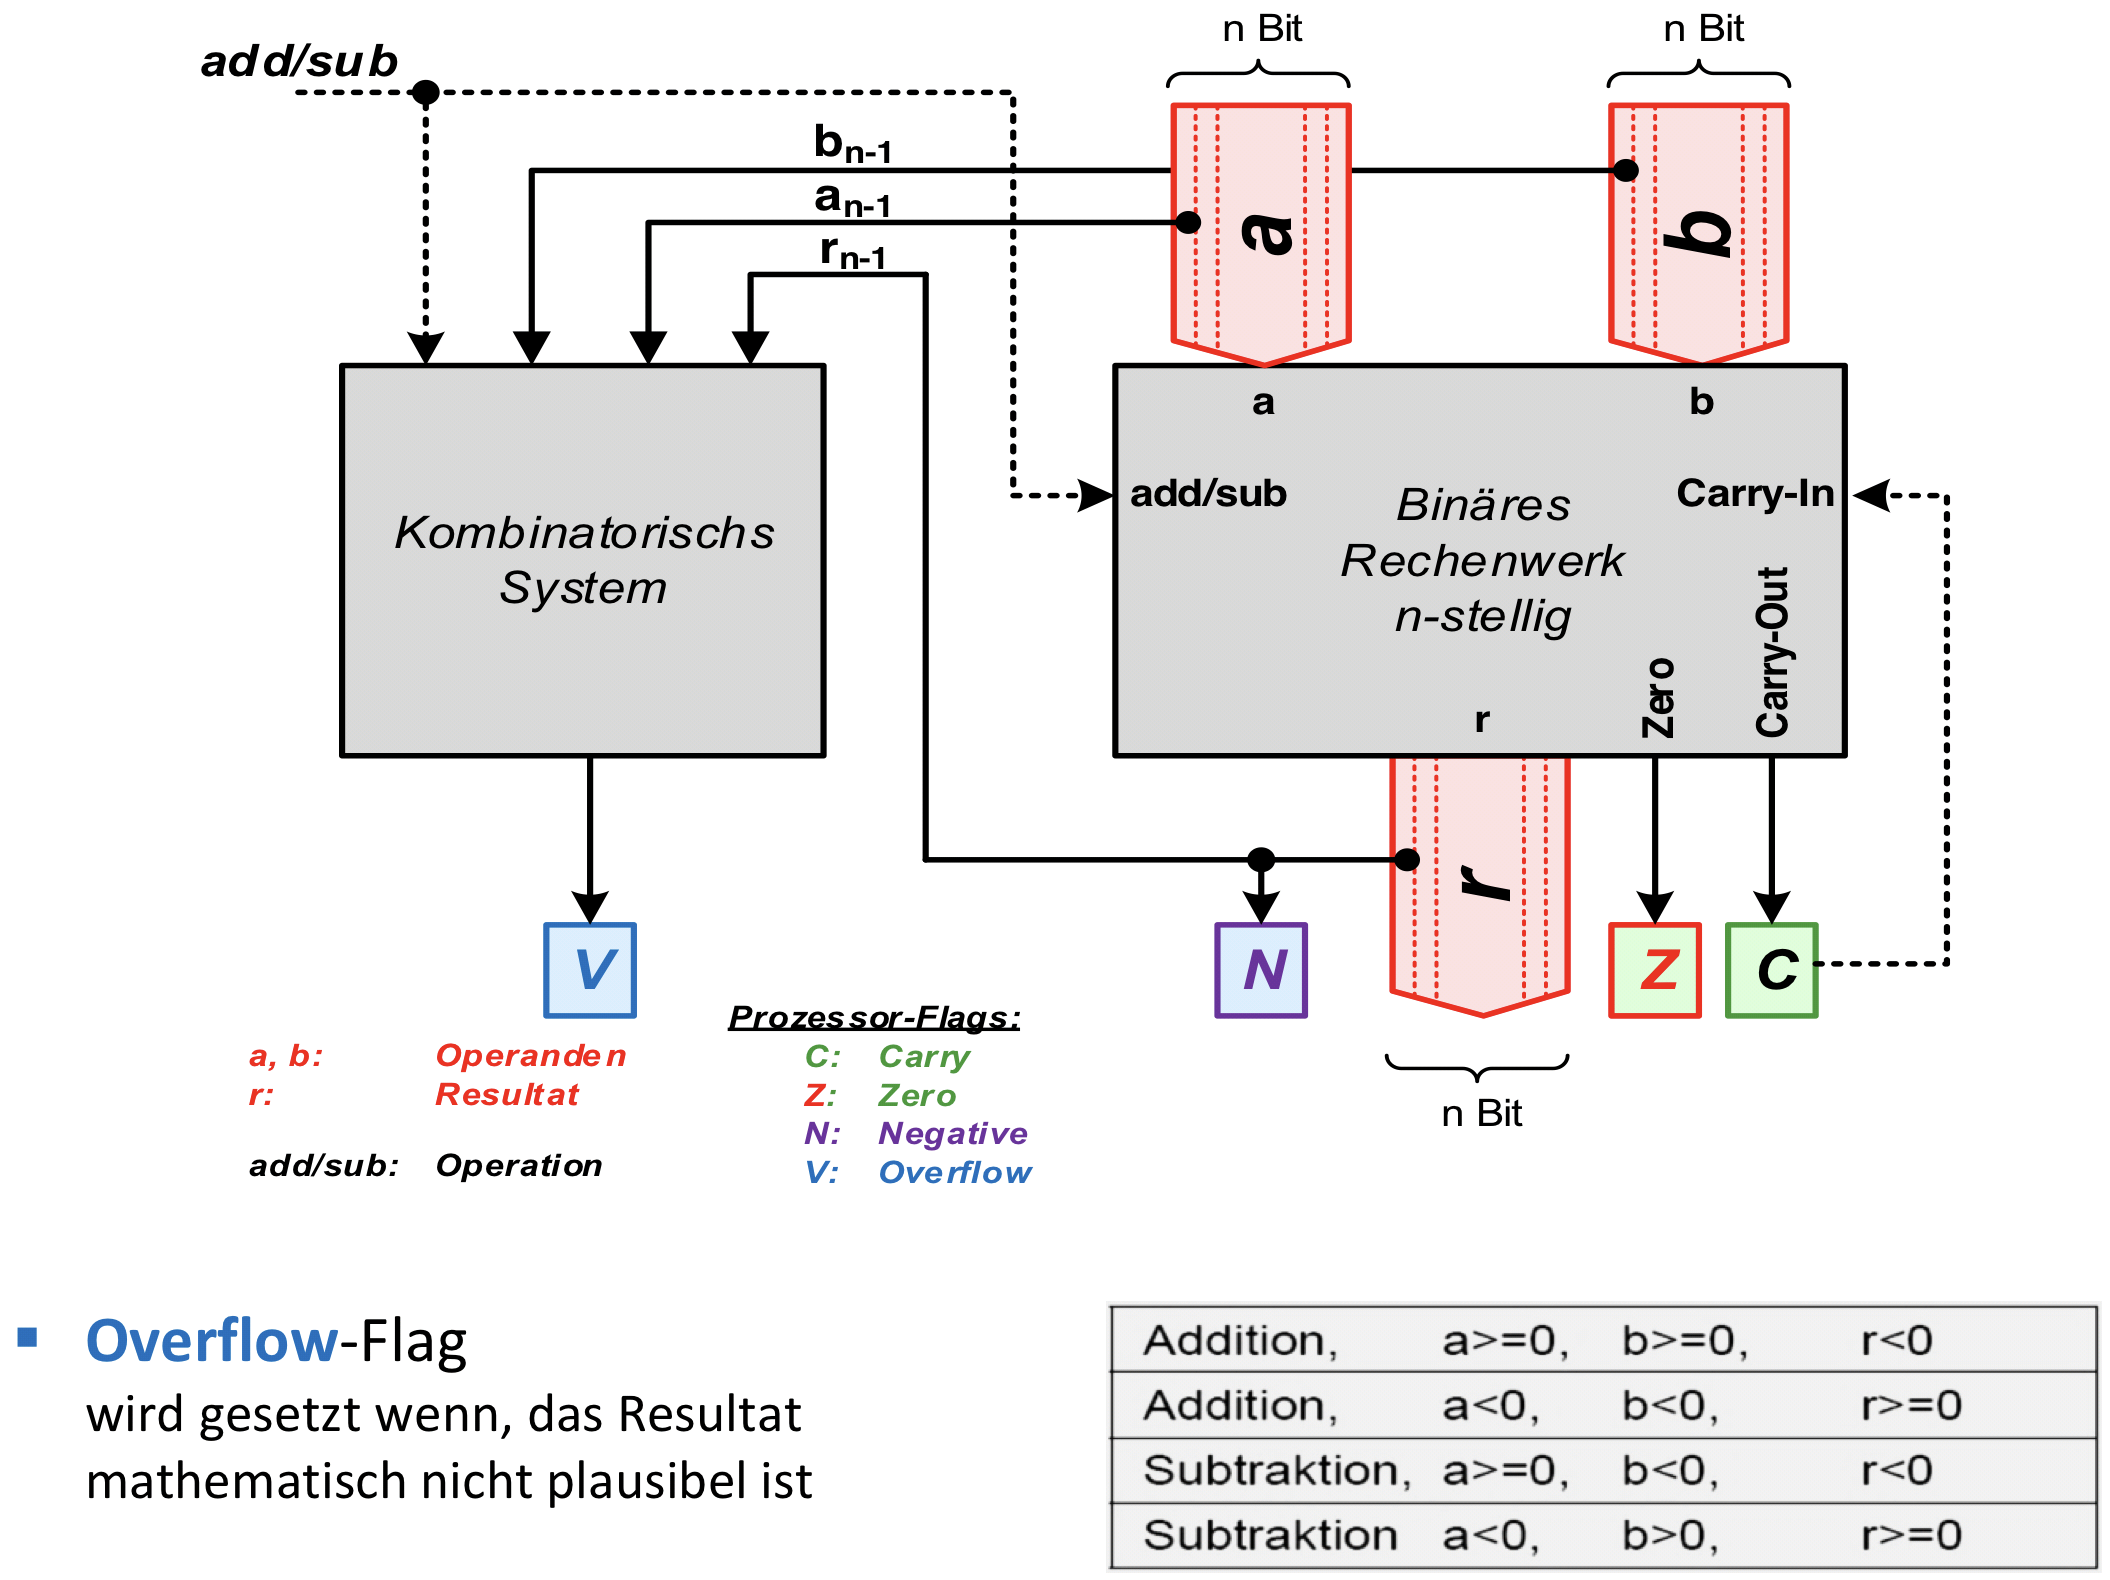 n Bit
n Bit
add/sub
bn-1
an-1
rn-1
a
b
a
b
add/sub
Carry-In
Kombinatorischs
System
Binäres
Rechenwerk
n-stellig
Carry-Out
Zero
r
r
V
N
Z
C
Prozessor-Flags:
a, b: Operanden
C: Carry
r: Resultat
Z: Zero
N: Negative
add/sub: Operation
V: Overflow
n Bit
Overflow-Flag
wird gesetzt wenn, das Resultat
mathematisch nicht plausibel ist
Addition, a>=0, b>=0, r<0
Addition, a<0, b<0, r>=0
Subtraktion, a>=0, b<0, r<0
Subtraktion a<0, b>0, r>=0